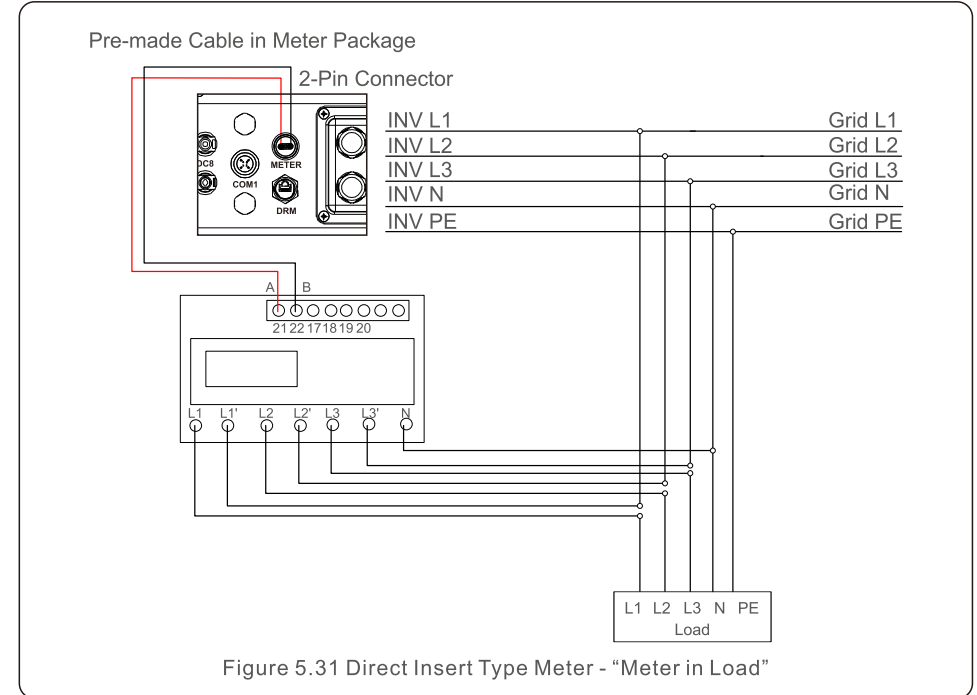 Pre-made Cable in Meter Package
2-Pin Connector
INV L1 Grid L1
INV L2 Grid L2
INV L3 Grid L3
INV N Grid N
INV PE Grid PE
DC8
METER
COM1
DRM
A B
21 22 17 18 19 20
L1 L1' L2 L2' L3 L3' N
L1 L2 L3 N PE
Load
Figure 5.31 Direct Insert Type Meter - “Meter in Load”